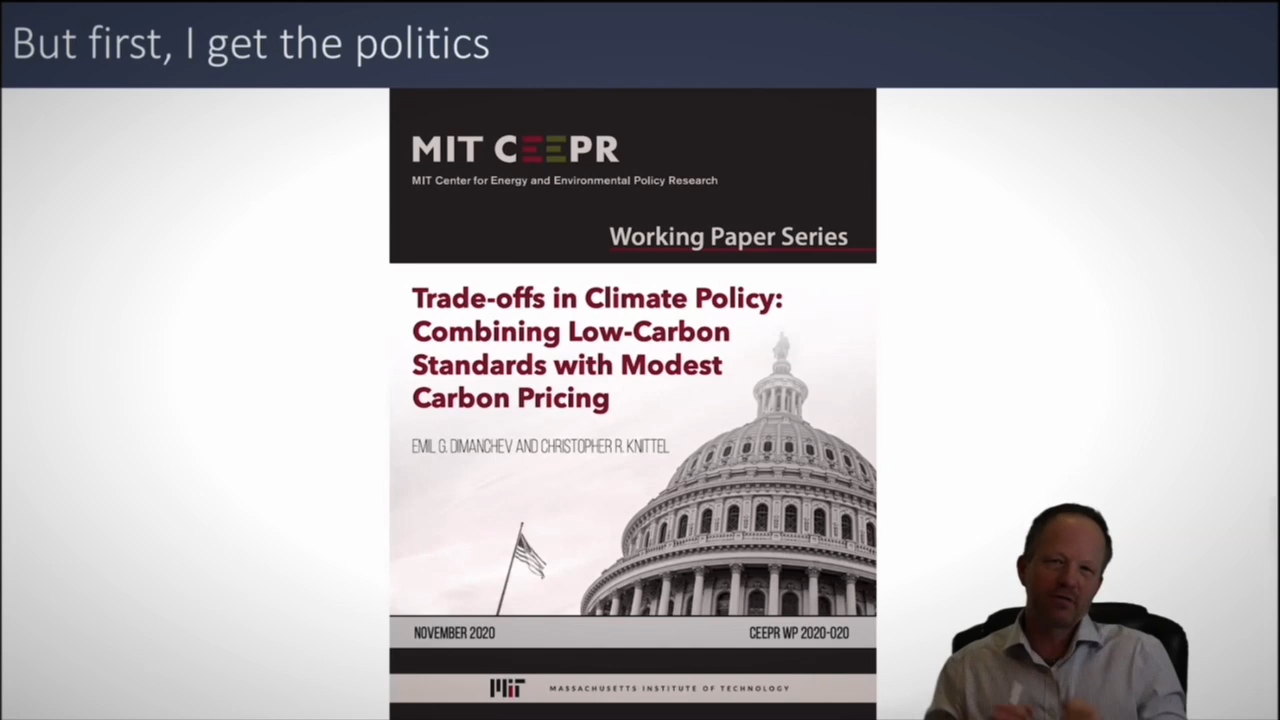 But first, I get the politics
MIT CEEPR
MIT Center for Energy and Environmental Policy Research
Working Paper Series
Trade-offs in Climate Policy:
Combining Low-Carbon
Standards with Modest
Carbon Pricing
EMIL G. DIMANCHEV AND CHRISTOPHER R. KNITTEL
NOVEMBER 2020
CEEPR WP 2020-020
MIT
MASSACHUSETTS INSTITUTE OF TECHNOLOGY